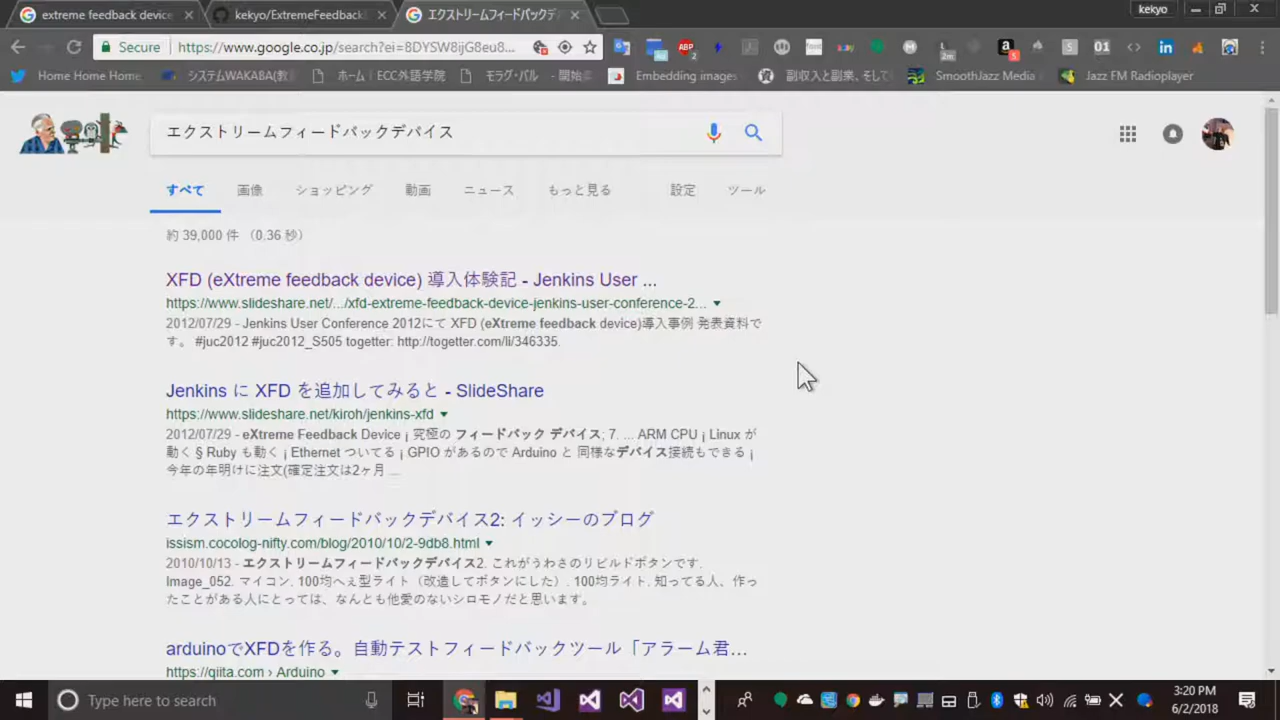 extreme feedback device
kekyo/ExtremeFeedback
エクストリームフィードバックデ
kekyo
Secure
https://www.google.co.jp/search?ei=8DYSW8ijG8eu8...
Home Home Home
システムWAKABA(教
ホーム | ECC外語学院
モラグ・バル - 開始
Embedding images
副収入と副業、そして
SmoothJazz Media
Jazz FM Radioplayer
エクストリームフィードバックデバイス
すべて 画像 ショッピング 動画 ニュース もっと見る 設定 ツール
約 39,000 件 （0.36 秒）
XFD (eXtreme feedback device) 導入体験記 - Jenkins User ...
https://www.slideshare.net/.../xfd-extreme-feedback-device-jenkins-user-conference-2...
2012/07/29 - Jenkins User Conference 2012にて XFD (eXtreme feedback device)導入事例 発表資料で
す。 #juc2012 #juc2012_S505 togetter: http://togetter.com/li/346335.
Jenkins に XFD を追加してみると - SlideShare
https://www.slideshare.net/kiroh/jenkins-xfd
2012/07/29 - eXtreme Feedback Device ¡ 究極の フィードバック デバイス; 7. ... ARM CPU ¡ Linux が
動く § Ruby も動く ¡ Ethernet ついてる ¡ GPIO があるので Arduino と 同様なデバイス接続もできる ¡
今年の年明けに注文(確定注文は2ヶ月 ...
エクストリームフィードバックデバイス2: イッシーのブログ
issism.cocolog-nifty.com/blog/2010/10/2-9db8.html
2010/10/13 - エクストリームフィードバックデバイス2. これがうわさのリビルドボタンです.
Image_052. マイコン. 100均へぇ型ライト（改造してボタンにした）. 100均ライト. 知ってる人、作っ
たことがある人にとっては、なんとも他愛のないシロモノだと思います。
arduinoでXFDを作る。自動テストフィードバックツール「アラーム君...
https://qiita.com › Arduino
Type here to search
3:20 PM
6/2/2018